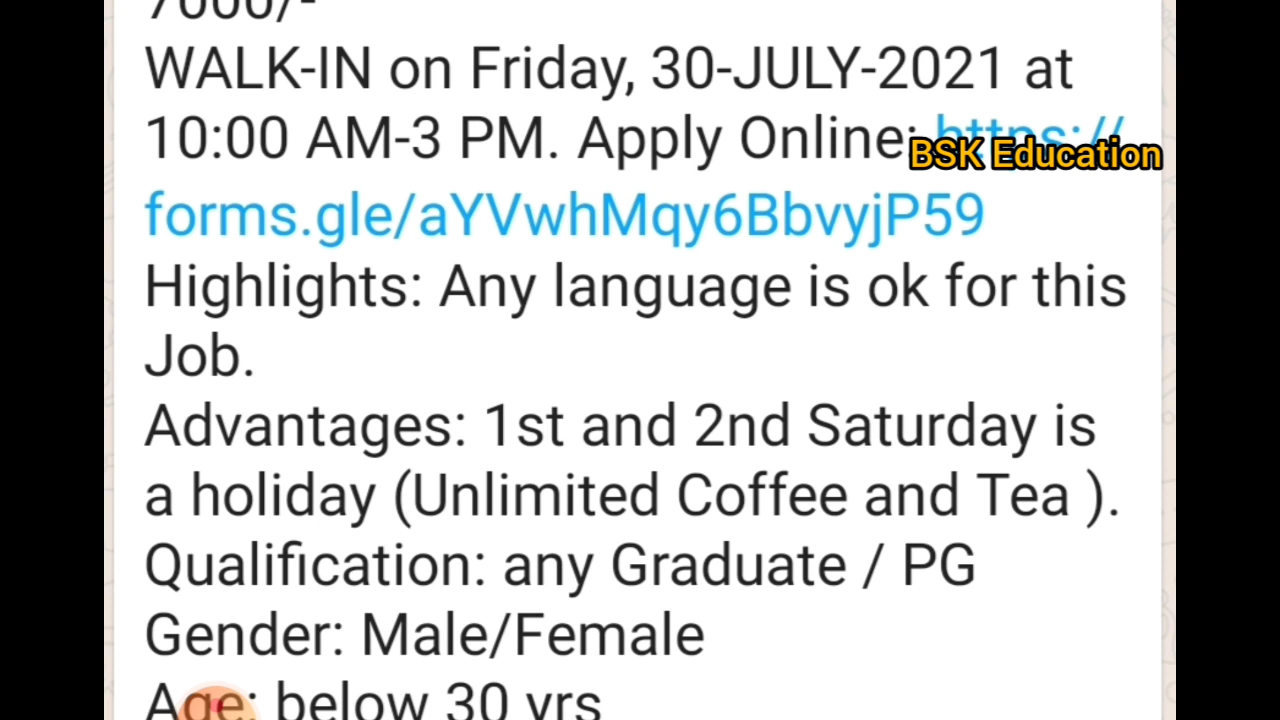 7000/-
WALK-IN on Friday, 30-JULY-2021 at
10:00 AM-3 PM. Apply Online: https://
BSK Education
forms.gle/aYVwhMqy6BbvyjP59
Highlights: Any language is ok for this
Job.
Advantages: 1st and 2nd Saturday is
a holiday (Unlimited Coffee and Tea ).
Qualification: any Graduate / PG
Gender: Male/Female
Age: below 30 yrs